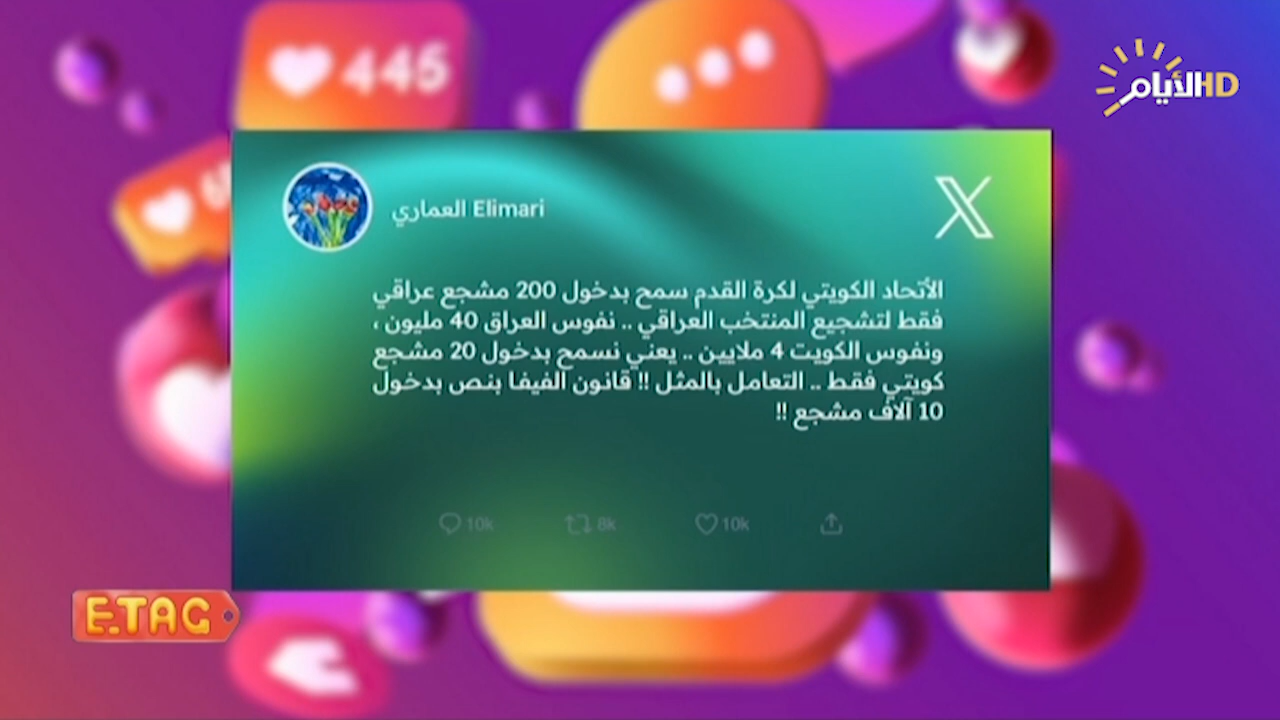 445
الأيام HD
العماري Elimari
X
الأتحاد الكويتي لكرة القدم سمح بدخول 200 مشجع عراقي
فقط لتشجيع المنتخب العراقي .. نفوس العراق 40 مليون ،
ونفوس الكويت 4 ملايين .. يعني نسمح بدخول 20 مشجع
كويتي فقط .. التعامل بالمثل !! قانون الفيفا بنص بدخول
10 آلاف مشجع !!
10k 8k 10k
E.TAG